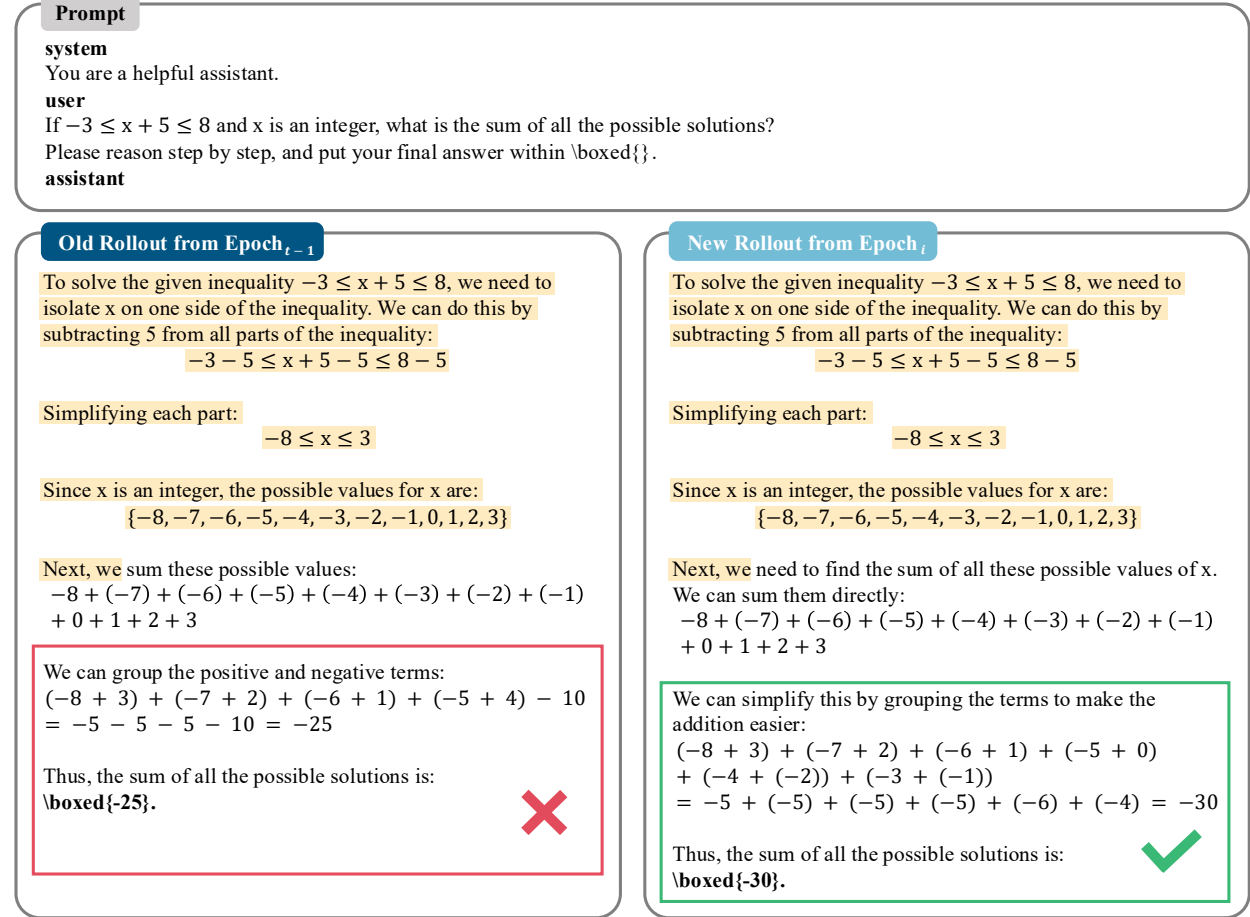 Prompt
system
You are a helpful assistant.
user
If −3 ≤ x + 5 ≤ 8 and x is an integer, what is the sum of all the possible solutions?
Please reason step by step, and put your final answer within \boxed{}.
assistant
Old Rollout from Epoch t − 1
To solve the given inequality −3 ≤ x + 5 ≤ 8, we need to
isolate x on one side of the inequality. We can do this by
subtracting 5 from all parts of the inequality:
−3 − 5 ≤ x + 5 − 5 ≤ 8 − 5
Simplifying each part:
−8 ≤ x ≤ 3
Since x is an integer, the possible values for x are:
{−8, −7, −6, −5, −4, −3, −2, −1, 0, 1, 2, 3}
Next, we sum these possible values:
−8 + (−7) + (−6) + (−5) + (−4) + (−3) + (−2) + (−1)
+ 0 + 1 + 2 + 3
We can group the positive and negative terms:
(−8 + 3) + (−7 + 2) + (−6 + 1) + (−5 + 4) − 10
= −5 − 5 − 5 − 10 = −25
Thus, the sum of all the possible solutions is:
\boxed{-25}.
New Rollout from Epoch t
To solve the given inequality −3 ≤ x + 5 ≤ 8, we need to
isolate x on one side of the inequality. We can do this by
subtracting 5 from all parts of the inequality:
−3 − 5 ≤ x + 5 − 5 ≤ 8 − 5
Simplifying each part:
−8 ≤ x ≤ 3
Since x is an integer, the possible values for x are:
{−8, −7, −6, −5, −4, −3, −2, −1, 0, 1, 2, 3}
Next, we need to find the sum of all these possible values of x.
We can sum them directly:
−8 + (−7) + (−6) + (−5) + (−4) + (−3) + (−2) + (−1)
+ 0 + 1 + 2 + 3
We can simplify this by grouping the terms to make the
addition easier:
(−8 + 3) + (−7 + 2) + (−6 + 1) + (−5 + 0)
+ (−4 + (−2)) + (−3 + (−1))
= −5 + (−5) + (−5) + (−5) + (−6) + (−4) = −30
Thus, the sum of all the possible solutions is:
\boxed{-30}.